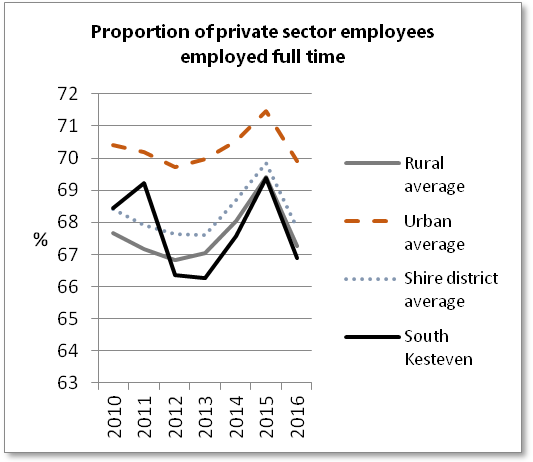 Proportion of private sector employees
employed full time
72
71
70
69
68
67
66
65
64
63
%
2010
2011
2012
2013
2014
2015
2016
Rural
average
Urban
average
Shire district
average
South
Kesteven